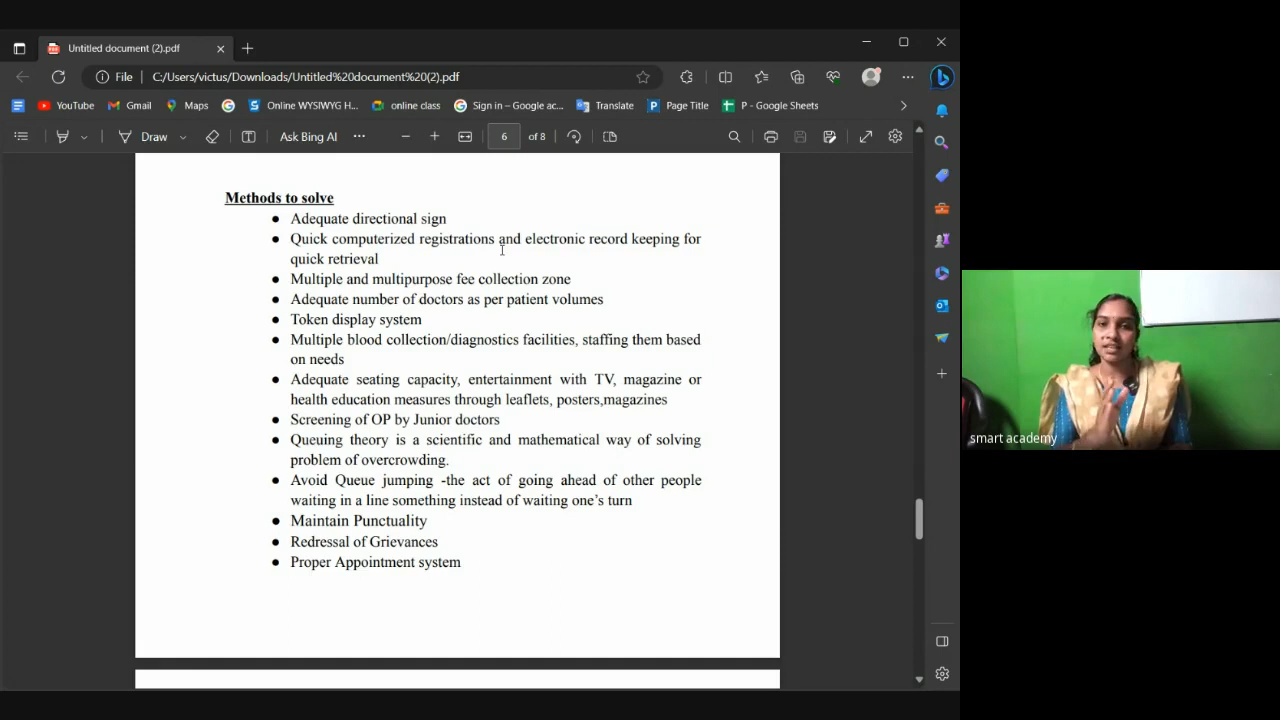 Untitled document (2).pdf
File C:/Users/victus/Downloads/Untitled%20document%20(2).pdf
YouTube Gmail Maps Online WYSIWYG H... online class Sign in – Google ac... Translate Page Title P - Google Sheets
Draw Ask Bing AI 6 of 8
Methods to solve
● Adequate directional sign
● Quick computerized registrations and electronic record keeping for
quick retrieval
● Multiple and multipurpose fee collection zone
● Adequate number of doctors as per patient volumes
● Token display system
● Multiple blood collection/diagnostics facilities, staffing them based
on needs
● Adequate seating capacity, entertainment with TV, magazine or
health education measures through leaflets, posters,magazines
● Screening of OP by Junior doctors
● Queuing theory is a scientific and mathematical way of solving
problem of overcrowding.
● Avoid Queue jumping -the act of going ahead of other people
waiting in a line something instead of waiting one’s turn
● Maintain Punctuality
● Redressal of Grievances
● Proper Appointment system
smart academy